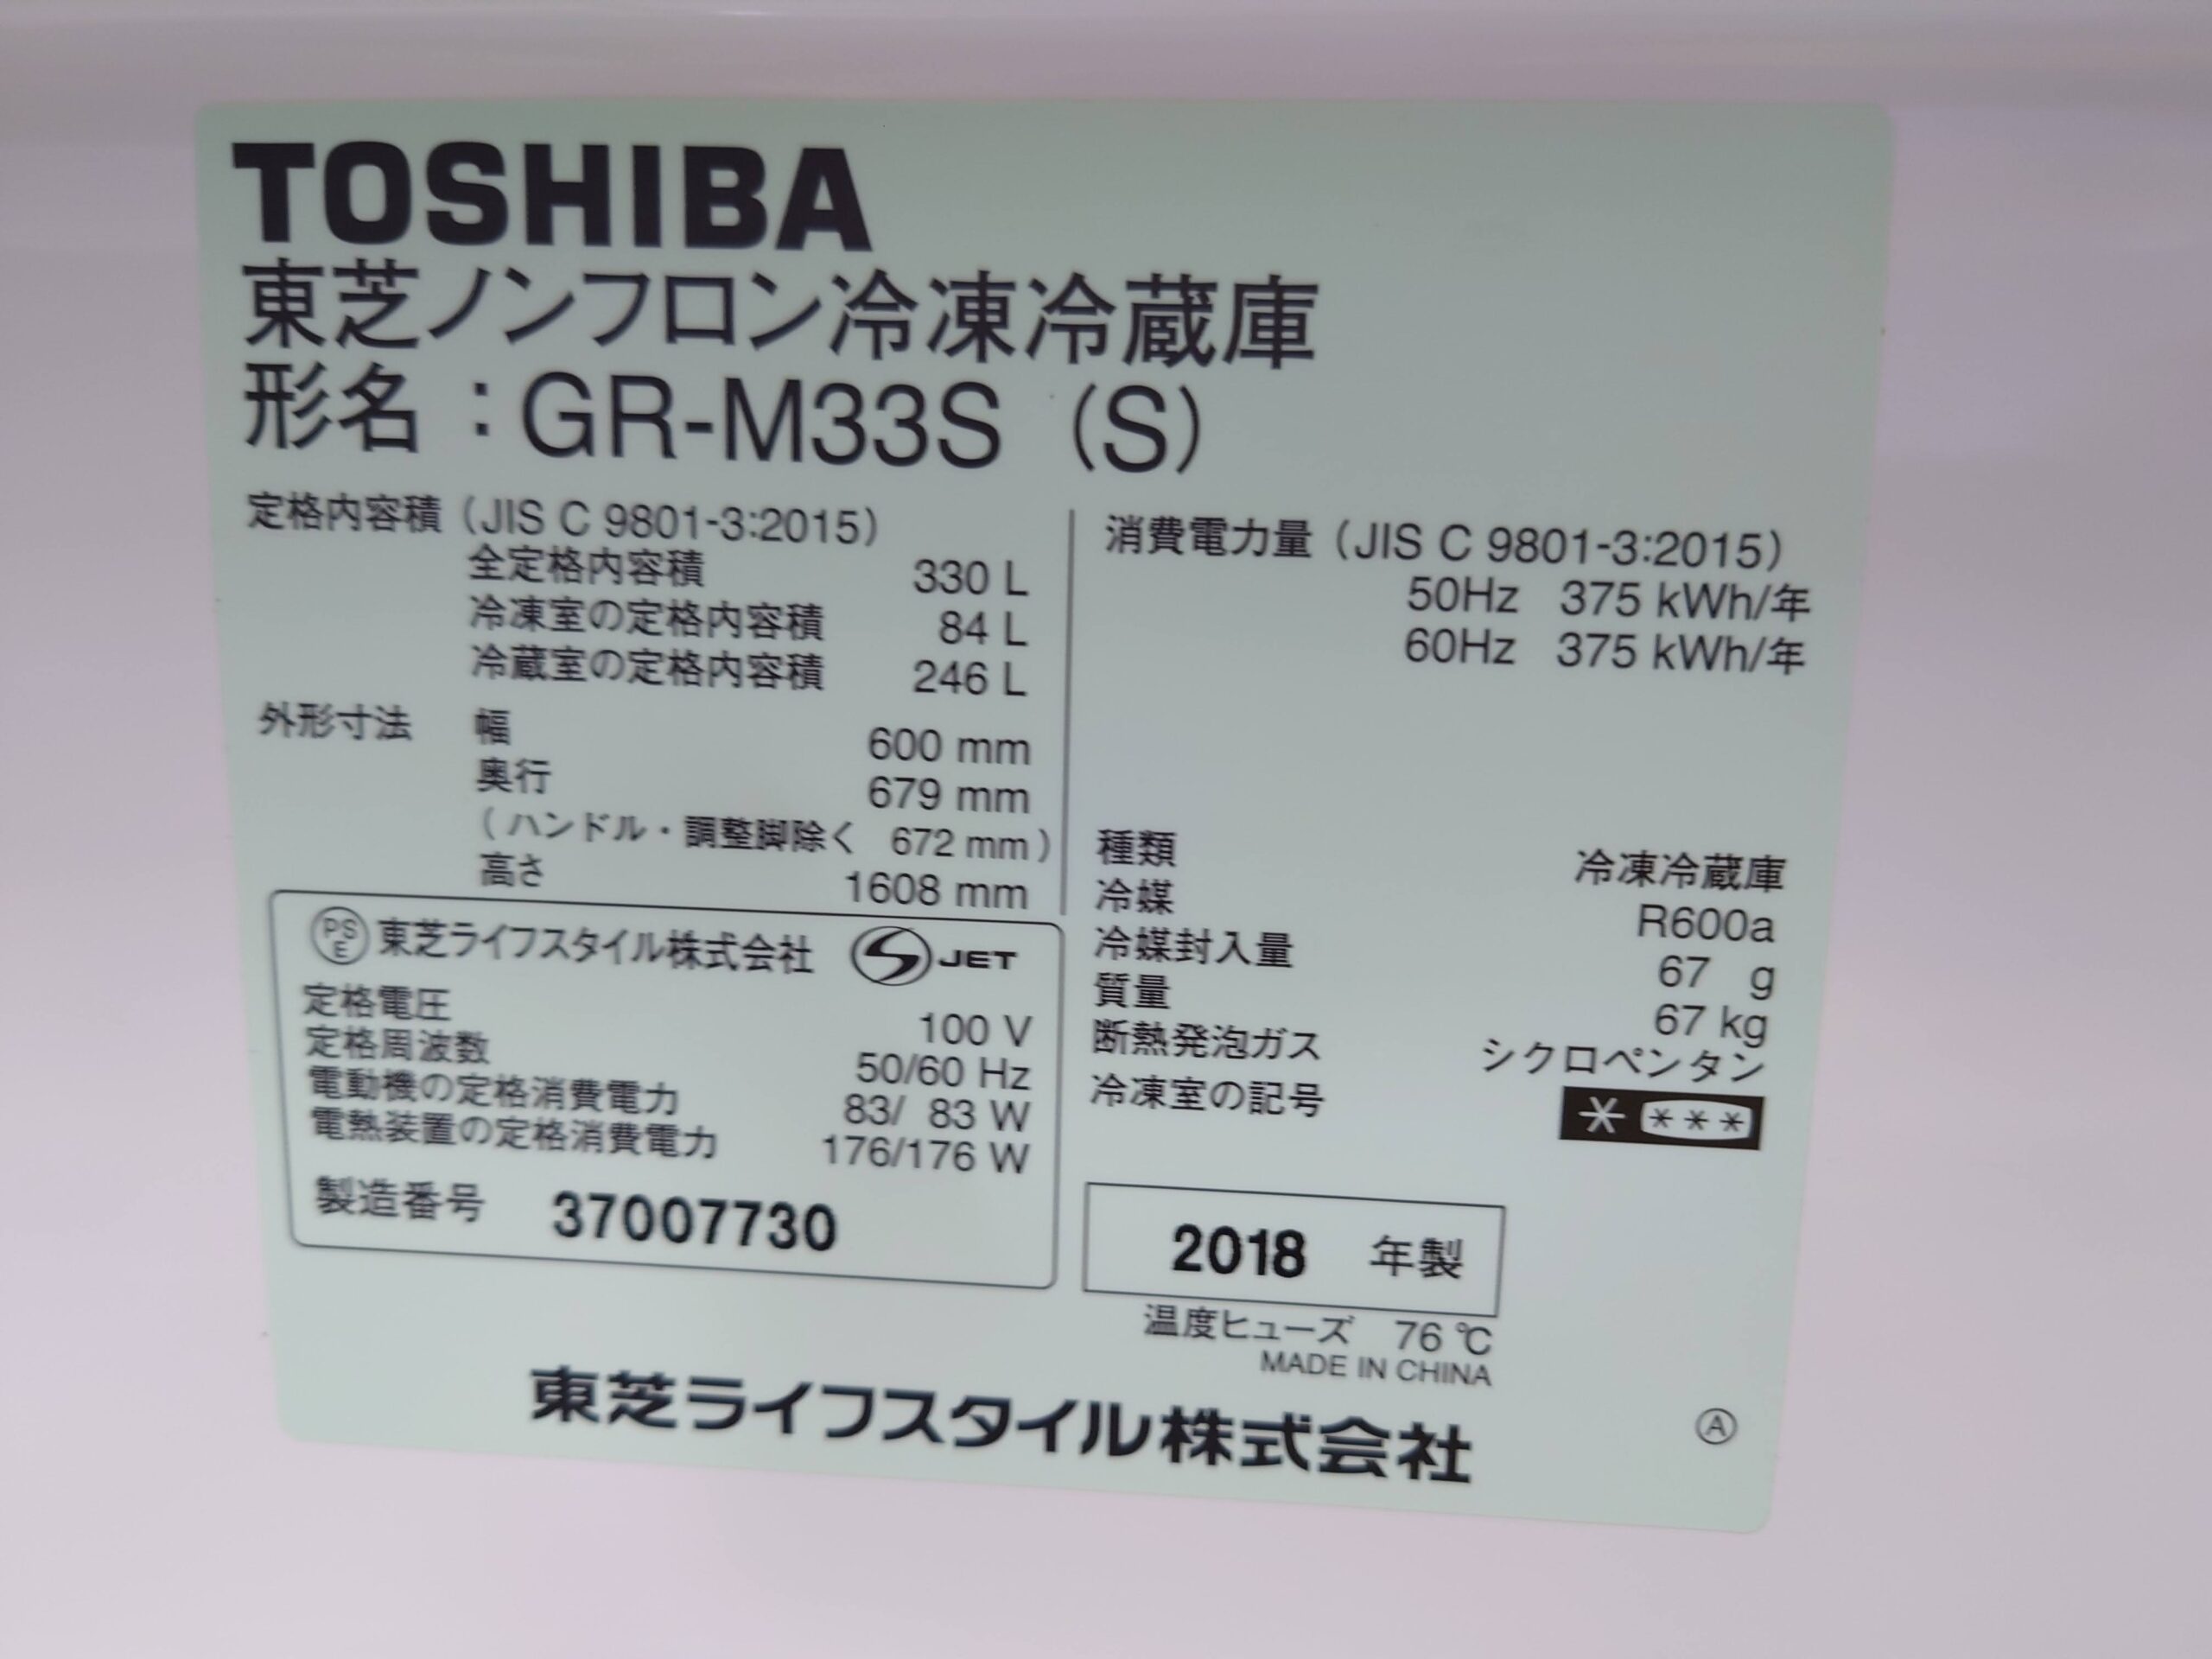 TOSHIBA
東芝ノンフロン冷凍冷蔵庫
形名：GR-M33S（S）
定格内容積（JIS C 9801-3:2015）
全定格内容積 330 L
冷凍室の定格内容積 84 L
冷蔵室の定格内容積 246 L
外形寸法 幅 600 mm
奥行 679 mm
（ハンドル・調整脚除く 672 mm）
高さ 1608 mm
PS E 東芝ライフスタイル株式会社 S JET
定格電圧 100 V
定格周波数 50/60 Hz
電動機の定格消費電力 83/ 83 W
電熱装置の定格消費電力 176/176 W
製造番号 37007730
消費電力量（JIS C 9801-3:2015）
50Hz 375 kWh/年
60Hz 375 kWh/年
種類 冷凍冷蔵庫
冷媒 R600a
冷媒封入量 67 g
質量 67 kg
断熱発泡ガス シクロペンタン
冷凍室の記号 * ***
2018 年製
温度ヒューズ 76 ℃
MADE IN CHINA
東芝ライフスタイル株式会社
Ⓐ